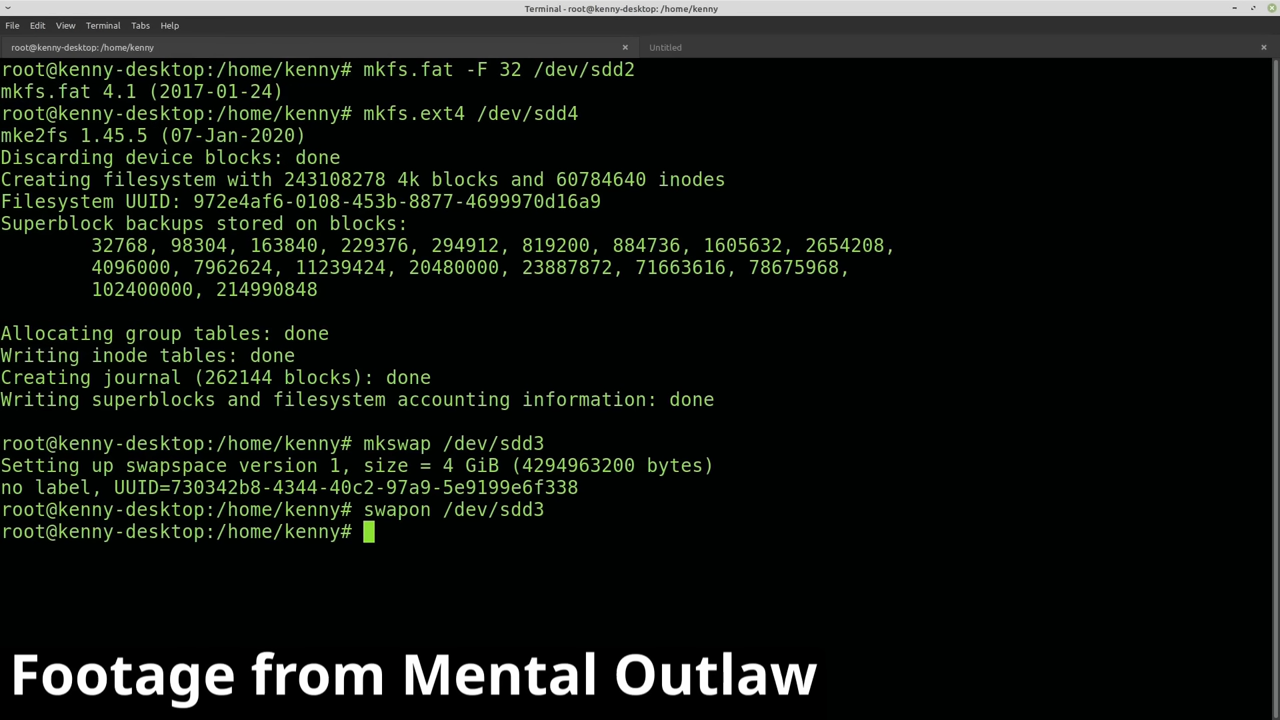 Terminal - root@kenny-desktop: /home/kenny
File Edit View Terminal Tabs Help
root@kenny-desktop: /home/kenny × Untitled ×
root@kenny-desktop:/home/kenny# mkfs.fat -F 32 /dev/sdd2
mkfs.fat 4.1 (2017-01-24)
root@kenny-desktop:/home/kenny# mkfs.ext4 /dev/sdd4
mke2fs 1.45.5 (07-Jan-2020)
Discarding device blocks: done
Creating filesystem with 243108278 4k blocks and 60784640 inodes
Filesystem UUID: 972e4af6-0108-453b-8877-4699970d16a9
Superblock backups stored on blocks:
32768, 98304, 163840, 229376, 294912, 819200, 884736, 1605632, 2654208,
4096000, 7962624, 11239424, 20480000, 23887872, 71663616, 78675968,
102400000, 214990848
Allocating group tables: done
Writing inode tables: done
Creating journal (262144 blocks): done
Writing superblocks and filesystem accounting information: done
root@kenny-desktop:/home/kenny# mkswap /dev/sdd3
Setting up swapspace version 1, size = 4 GiB (4294963200 bytes)
no label, UUID=730342b8-4344-40c2-97a9-5e9199e6f338
root@kenny-desktop:/home/kenny# swapon /dev/sdd3
root@kenny-desktop:/home/kenny#
Footage from Mental Outlaw